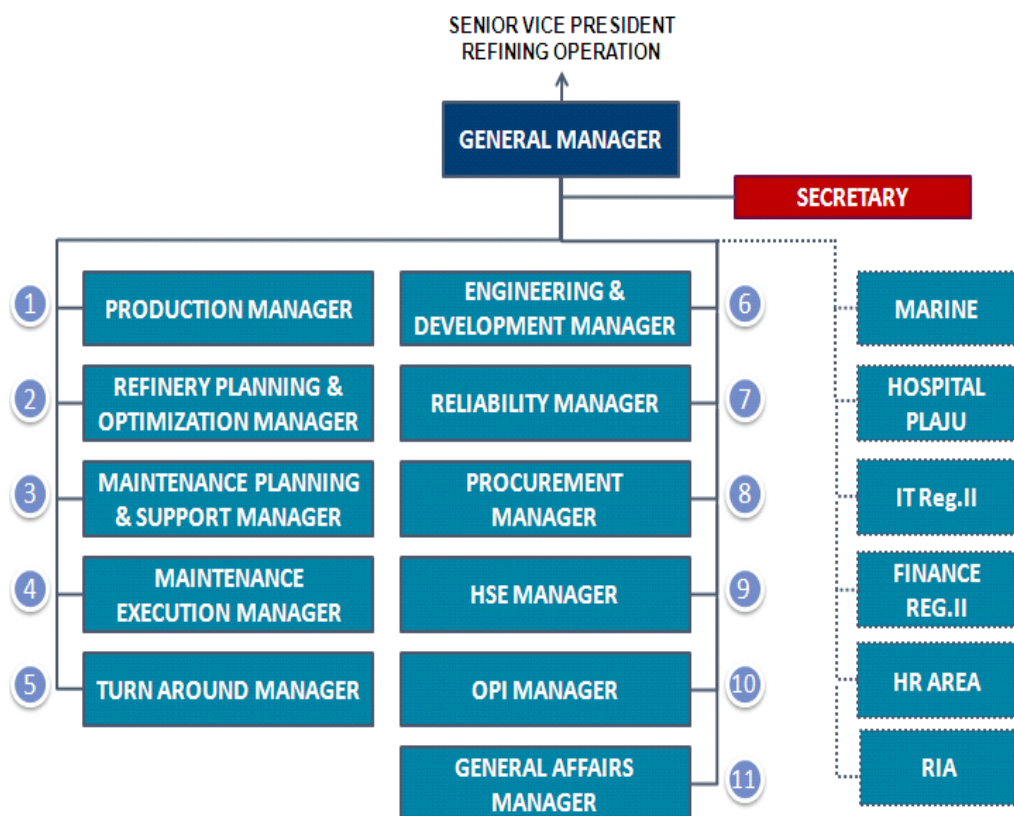 SENIOR VICE PRESIDENT
REFINING OPERATION
GENERAL MANAGER
SECRETARY
1
PRODUCTION MANAGER
2
REFINERY PLANNING &
OPTIMIZATION MANAGER
3
MAINTENANCE PLANNING
& SUPPORT MANAGER
4
MAINTENANCE
EXECUTION MANAGER
5
TURN AROUND MANAGER
ENGINEERING &
DEVELOPMENT MANAGER
6
RELIABILITY MANAGER
7
PROCUREMENT
MANAGER
8
HSE MANAGER
9
OPI MANAGER
10
GENERAL AFFAIRS
MANAGER
11
MARINE
HOSPITAL
PLAJU
IT Reg.II
FINANCE
REG.II
HR AREA
RIA